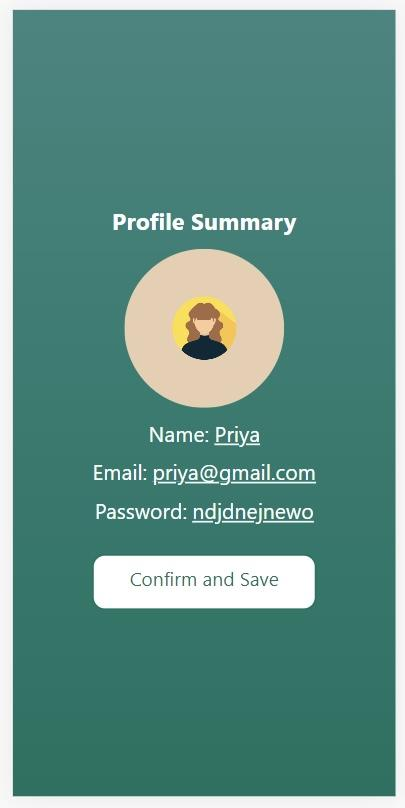 Profile Summary
Name: Priya
Email: priya@gmail.com
Password: ndjdnejnewo
Confirm and Save